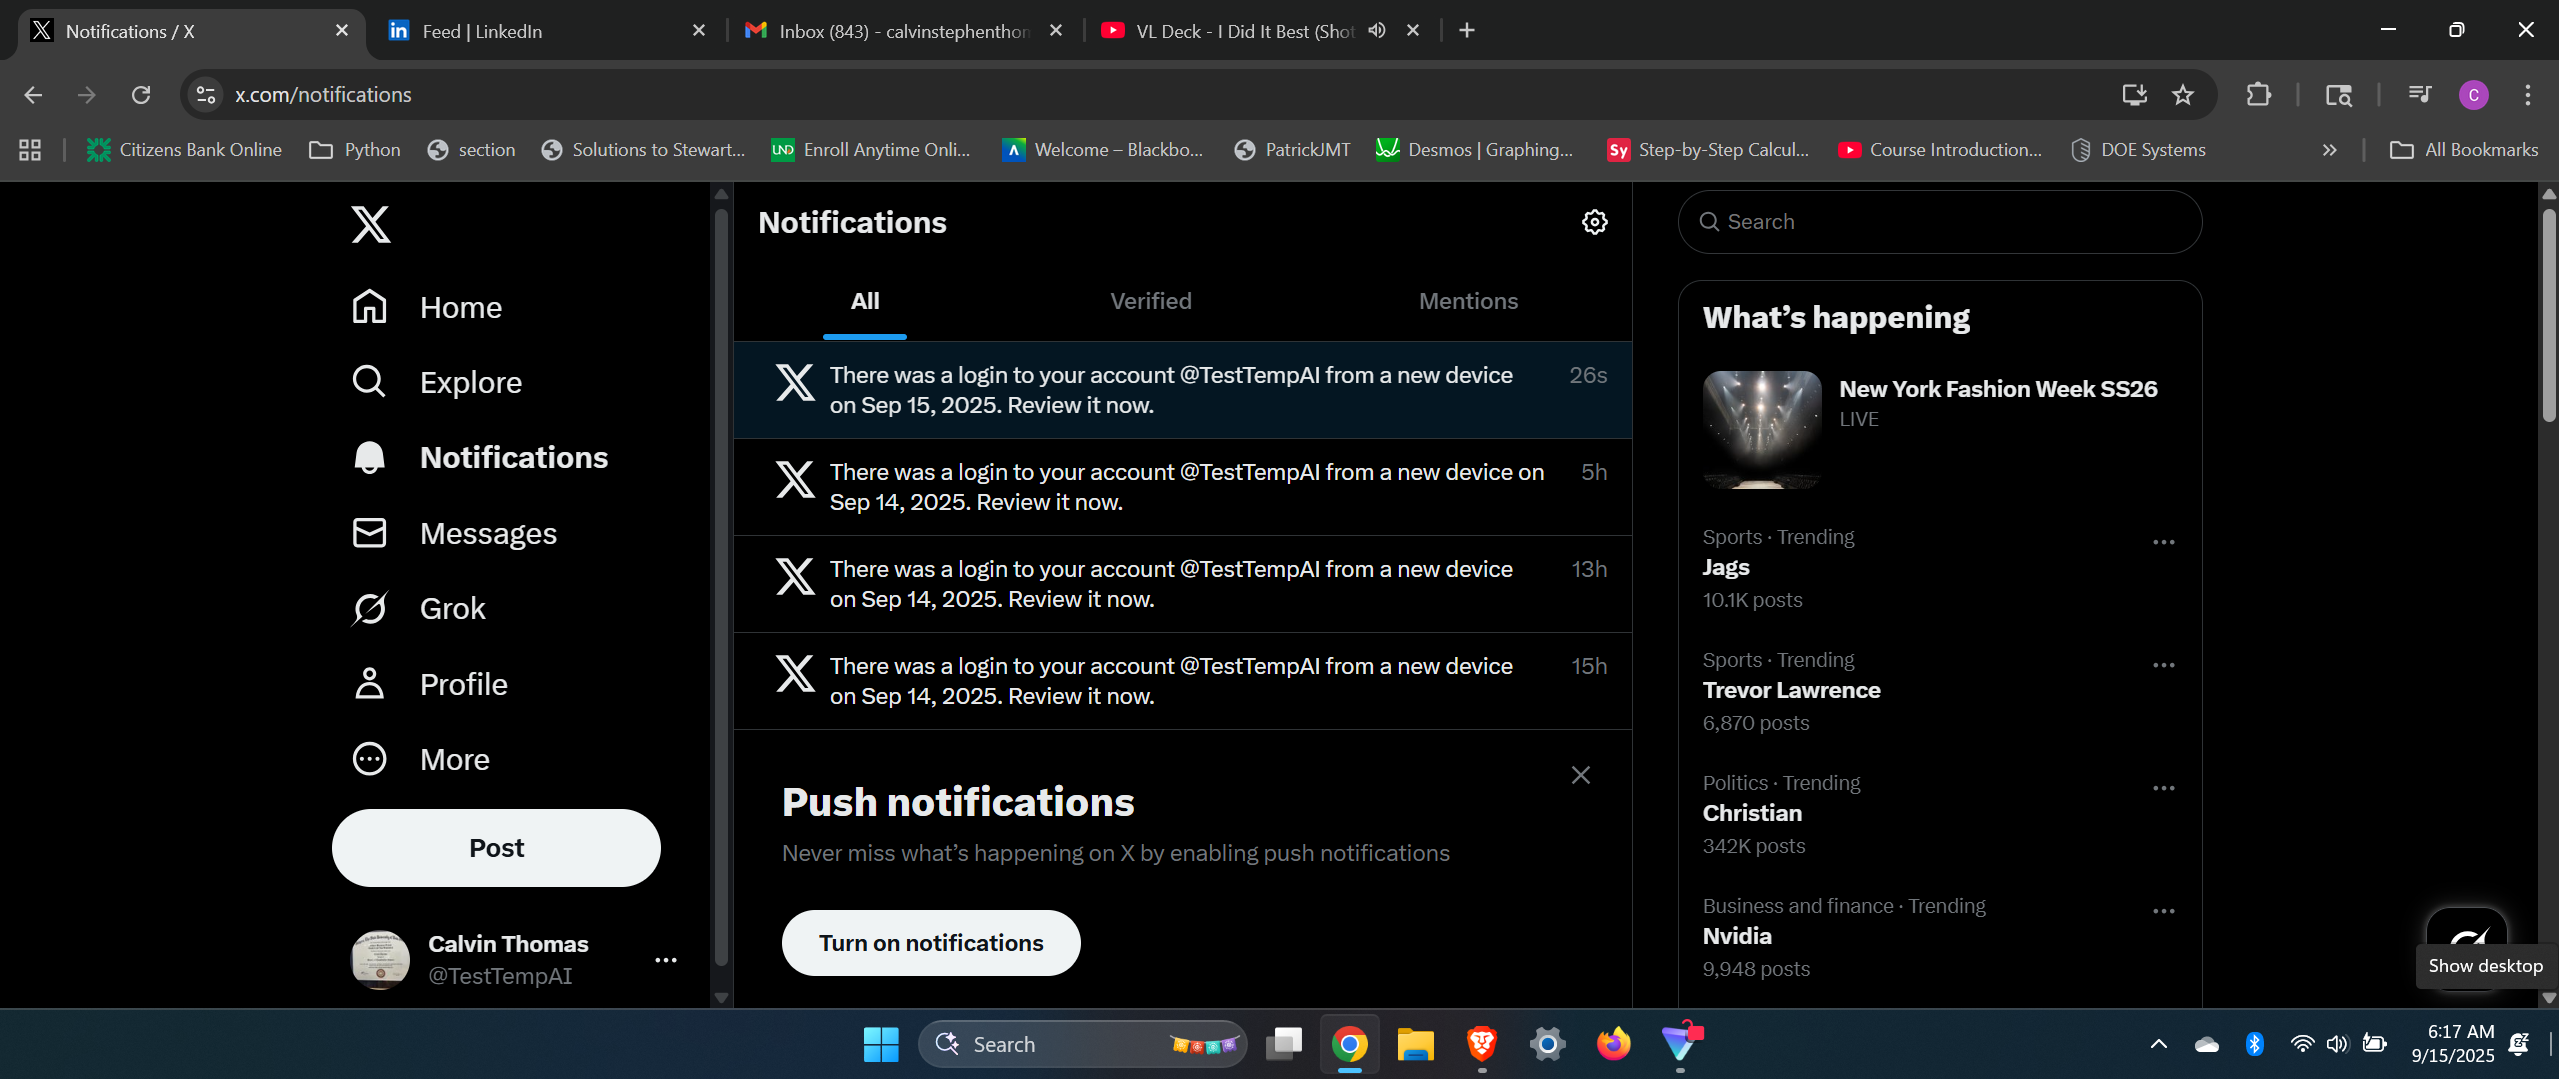 Notifications / X
Feed | LinkedIn
Inbox (843) - calvinstephenthon
VL Deck - I Did It Best (Shot
x.com/notifications
C
Citizens Bank Online
Python
section
Solutions to Stewart...
UND
Enroll Anytime Onli...
Welcome – Blackbo...
PatrickJMT
Desmos | Graphing...
Sy
Step-by-Step Calcul...
Course Introduction...
DOE Systems
All Bookmarks
Home
Explore
Notifications
Messages
Grok
Profile
More
Post
Calvin Thomas
@TestTempAI
Notifications
All
Verified
Mentions
There was a login to your account @TestTempAI from a new device
on Sep 15, 2025. Review it now.
26s
There was a login to your account @TestTempAI from a new device on
Sep 14, 2025. Review it now.
5h
There was a login to your account @TestTempAI from a new device
on Sep 14, 2025. Review it now.
13h
There was a login to your account @TestTempAI from a new device
on Sep 14, 2025. Review it now.
15h
Push notifications
Never miss what’s happening on X by enabling push notifications
Turn on notifications
Search
What’s happening
New York Fashion Week SS26
LIVE
Sports · Trending
Jags
10.1K posts
Sports · Trending
Trevor Lawrence
6,870 posts
Politics · Trending
Christian
342K posts
Business and finance · Trending
Nvidia
9,948 posts
Show desktop
Search
6:17 AM
9/15/2025